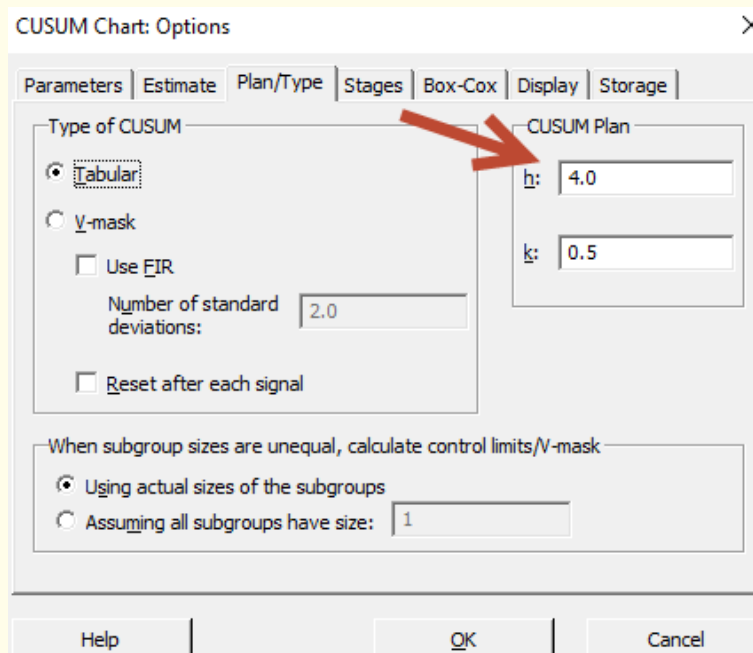 CUSUM Chart: Options
Parameters Estimate Plan/Type Stages Box-Cox Display Storage
Type of CUSUM
Tabular
V-mask
Use FIR
Number of standard
deviations:
2.0
Reset after each signal
CUSUM Plan
h: 4.0
k: 0.5
When subgroup sizes are unequal, calculate control limits/V-mask
Using actual sizes of the subgroups
Assuming all subgroups have size: 1
Help OK Cancel